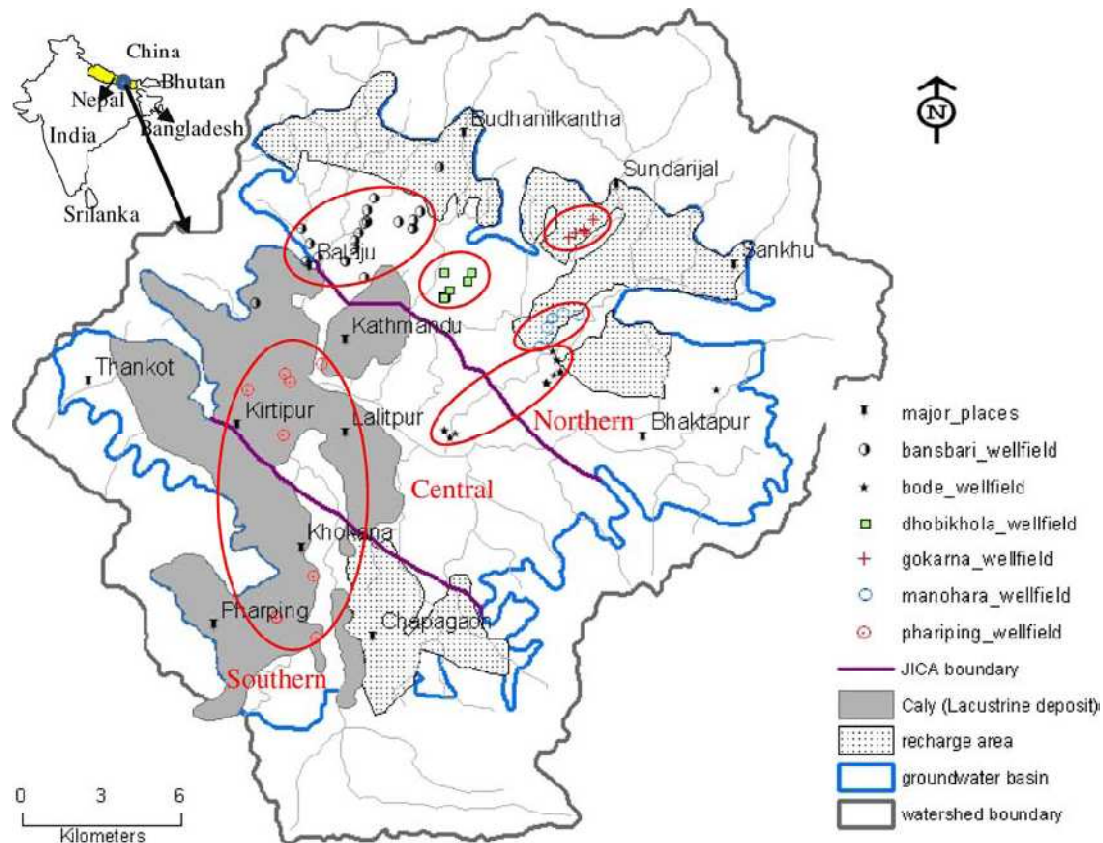 China
Bhutan
Nepal
India
Bangladesh
Srilanka
N
Budhanilkantha
Sundarijal
Sankhu
Balaju
Kathmandu
Thankot
Kirtipur
Lalitpur
Northern
Bhaktapur
Central
Khokana
Pharping
Chapagaon
Southern
major_places
bansbari_wellfield
bode_wellfield
dhobikhola_wellfield
gokarna_wellfield
manohara_wellfield
phariping_wellfield
JICA boundary
Caly (Lacustrine deposit)
recharge area
groundwater basin
watershed boundary
0 3 6
Kilometers